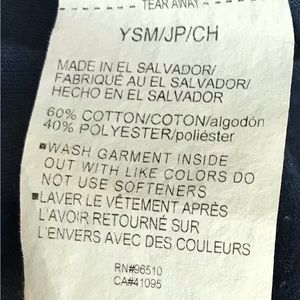 TEAR AWAY
YSM/JP/CH
MADE IN EL SALVADOR/
FABRIQUÉ AU EL SALVADOR/
HECHO EN EL SALVADOR
60% COTTON/COTON/algodón
40% POLYESTER/poliéster
▪WASH GARMENT INSIDE
OUT WITH LIKE COLORS DO
NOT USE SOFTENERS
▪LAVER LE VÊTEMENT APRÈS
L'AVOIR RETOURNÉ SUR
L'ENVERS AVEC DES COULEURS
RN#96510
CA#41095